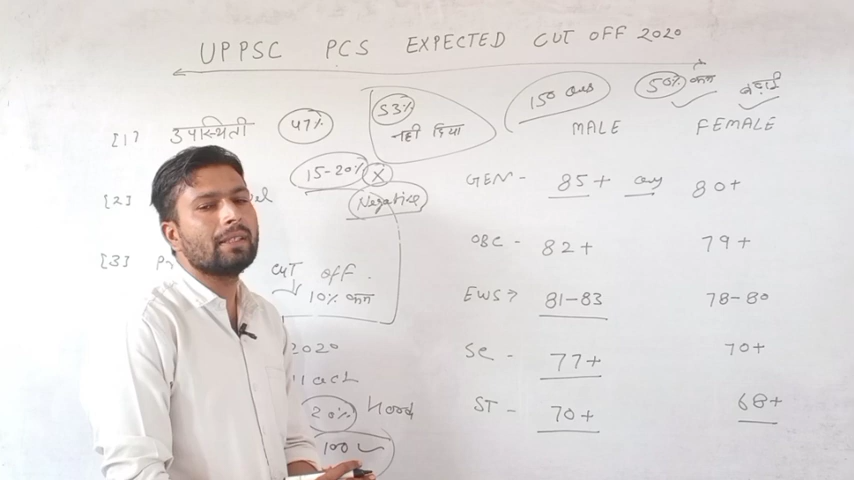 UPPSC PCS EXPECTED CUT OFF 2020
[1] उपस्थिती 47% 53% नही दिया
150 ques 50% कम
MALE FEMALE
[2] 15-20% X
Negative
[3] CUT off -
10% कम
2020
20% Hard
100
GEN - 85+ 80+
OBC - 82+ 79+
EWS → 81-83 78-80
SC - 77+ 70+
ST - 70+ 68+